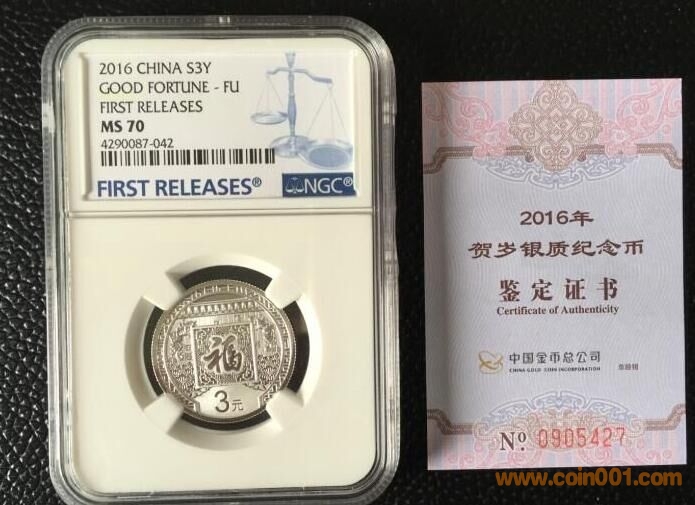 2016 CHINA S3Y
GOOD FORTUNE - FU
FIRST RELEASES
MS 70
4290087-042
FIRST RELEASES®
NGC®
福
3元
2016年
贺岁银质纪念币
鉴定证书
Certificate of Authenticity
中国金币总公司
CHINA GOLD COIN INCORPORATION
No. 0905427
www.coin001.com